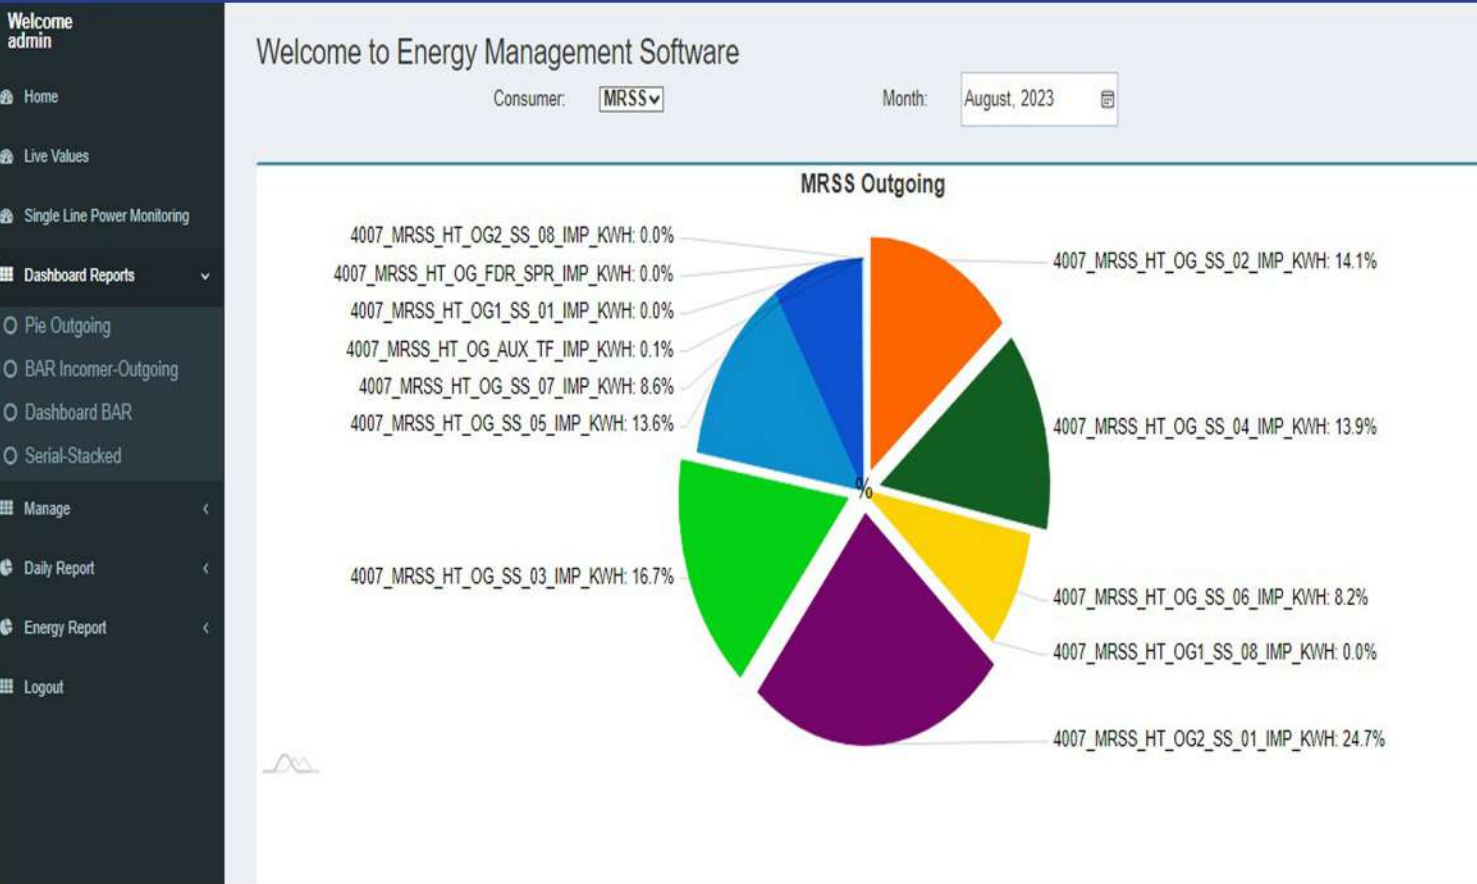 Welcome
admin
Home
Live Values
Single Line Power Monitoring
Dashboard Reports
Pie Outgoing
BAR Incomer-Outgoing
Dashboard BAR
Serial-Stacked
Manage
Daily Report
Energy Report
Logout
Welcome to Energy Management Software
Consumer: MRSS Month: August, 2023
MRSS Outgoing
4007_MRSS_HT_OG2_SS_08_IMP_KWH: 0.0%
4007_MRSS_HT_OG_FDR_SPR_IMP_KWH: 0.0%
4007_MRSS_HT_OG1_SS_01_IMP_KWH: 0.0%
4007_MRSS_HT_OG_AUX_TF_IMP_KWH: 0.1%
4007_MRSS_HT_OG_SS_07_IMP_KWH: 8.6%
4007_MRSS_HT_OG_SS_05_IMP_KWH: 13.6%
4007_MRSS_HT_OG_SS_03_IMP_KWH: 16.7%
%
4007_MRSS_HT_OG_SS_02_IMP_KWH: 14.1%
4007_MRSS_HT_OG_SS_04_IMP_KWH: 13.9%
4007_MRSS_HT_OG_SS_06_IMP_KWH: 8.2%
4007_MRSS_HT_OG1_SS_08_IMP_KWH: 0.0%
4007_MRSS_HT_OG2_SS_01_IMP_KWH: 24.7%